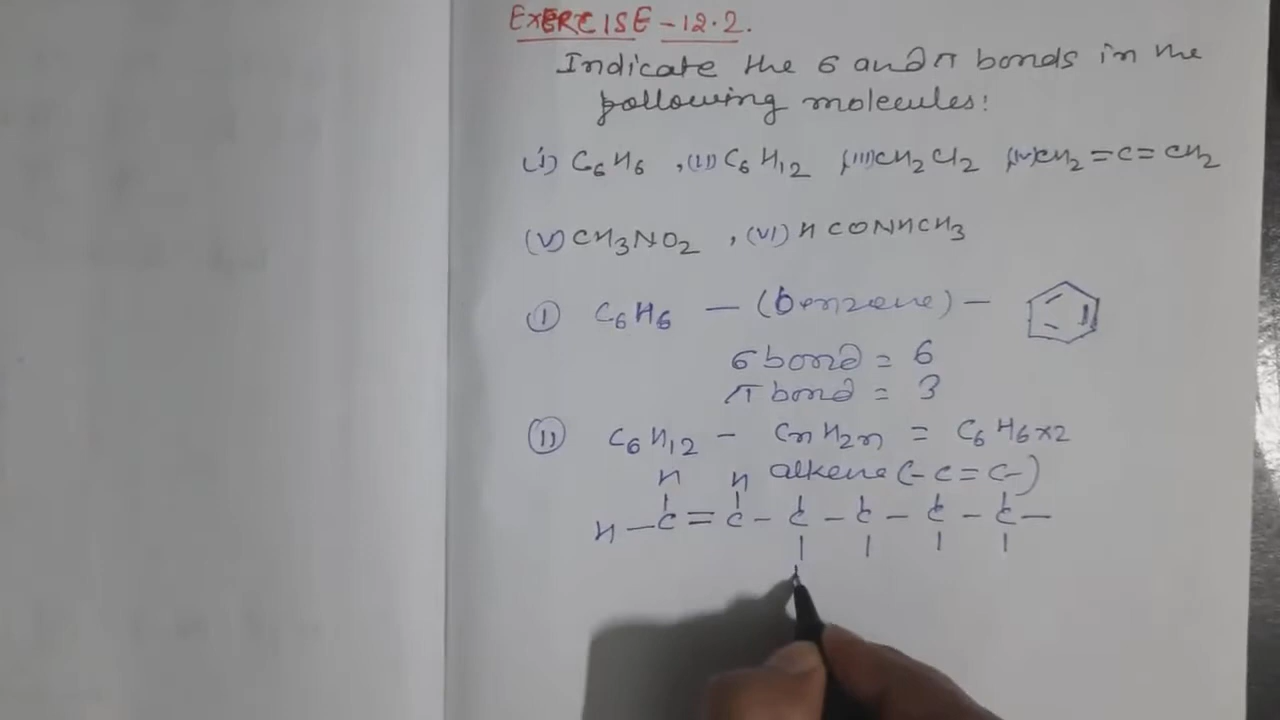 EXERCISE - 12.2.
Indicate the σ and π bonds in the
following molecules:
(i) C6H6 , (ii) C6H12 (iii) CH2Cl2 (iv) CH2=C=CH2
(v) CH3NO2 , (vi) HCONHCH3
(i) C6H6 — (benzene) —
σ bond = 6
π bond = 3
(ii) C6H12 - CnH2n = C6H6×2
H H alkene (-C=C-)
H-C=C-C-C-C-C-